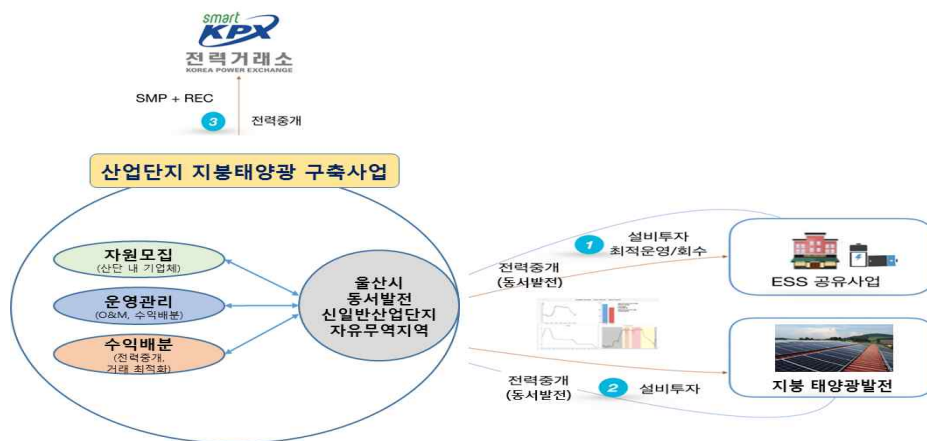 smart
KPX
전력거래소
KOREA POWER EXCHANGE
SMP + REC
3
전력중개
산업단지 지붕태양광 구축사업
자원모집
(산단 내 기업체)
운영관리
(O&M, 수익배분)
수익배분
(전력중개,
거래 최적화)
울산시
동서발전
신일반산업단지
자유무역지역
1
설비투자
최적운영/회수
전력중개
(동서발전)
ESS 공유사업
전력중개
(동서발전)
2
설비투자
지붕 태양광발전